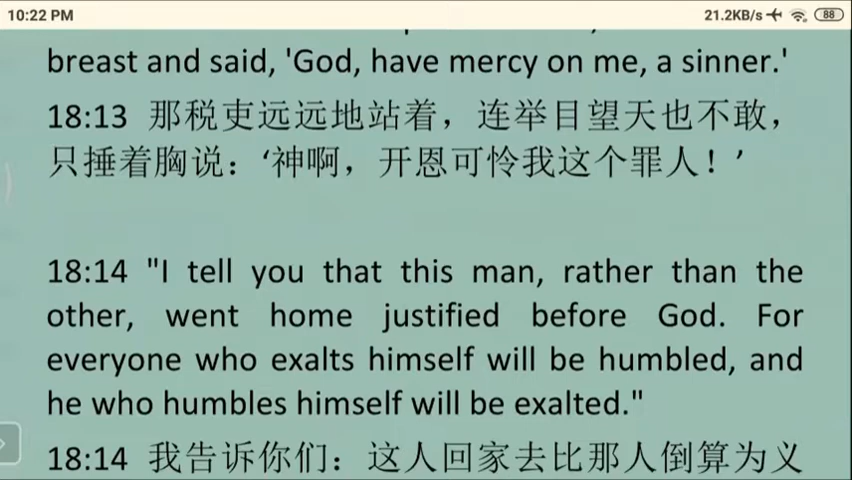 10:22 PM 21.2KB/s 88
breast and said, 'God, have mercy on me, a sinner.'
18:13 那税吏远远地站着，连举目望天也不敢，
只捶着胸说：‘神啊，开恩可怜我这个罪人！’
18:14 "I tell you that this man, rather than the
other, went home justified before God. For
everyone who exalts himself will be humbled, and
he who humbles himself will be exalted."
18:14 我告诉你们：这人回家去比那人倒算为义